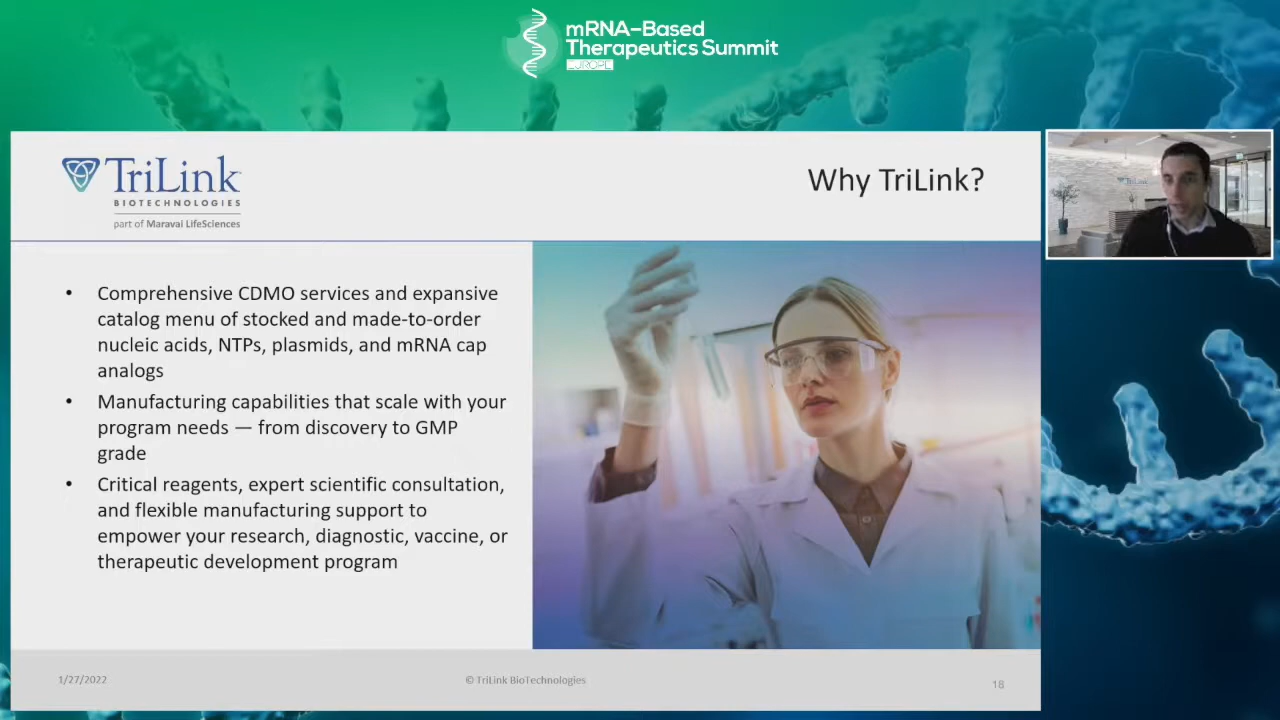 mRNA-Based
Therapeutics Summit
EUROPE
TriLink
BIOTECHNOLOGIES
part of Maravai LifeSciences
Why TriLink?
TriLink
• Comprehensive CDMO services and expansive
catalog menu of stocked and made-to-order
nucleic acids, NTPs, plasmids, and mRNA cap
analogs
• Manufacturing capabilities that scale with your
program needs — from discovery to GMP
grade
• Critical reagents, expert scientific consultation,
and flexible manufacturing support to
empower your research, diagnostic, vaccine, or
therapeutic development program
1/27/2022
© TriLink BioTechnologies
18